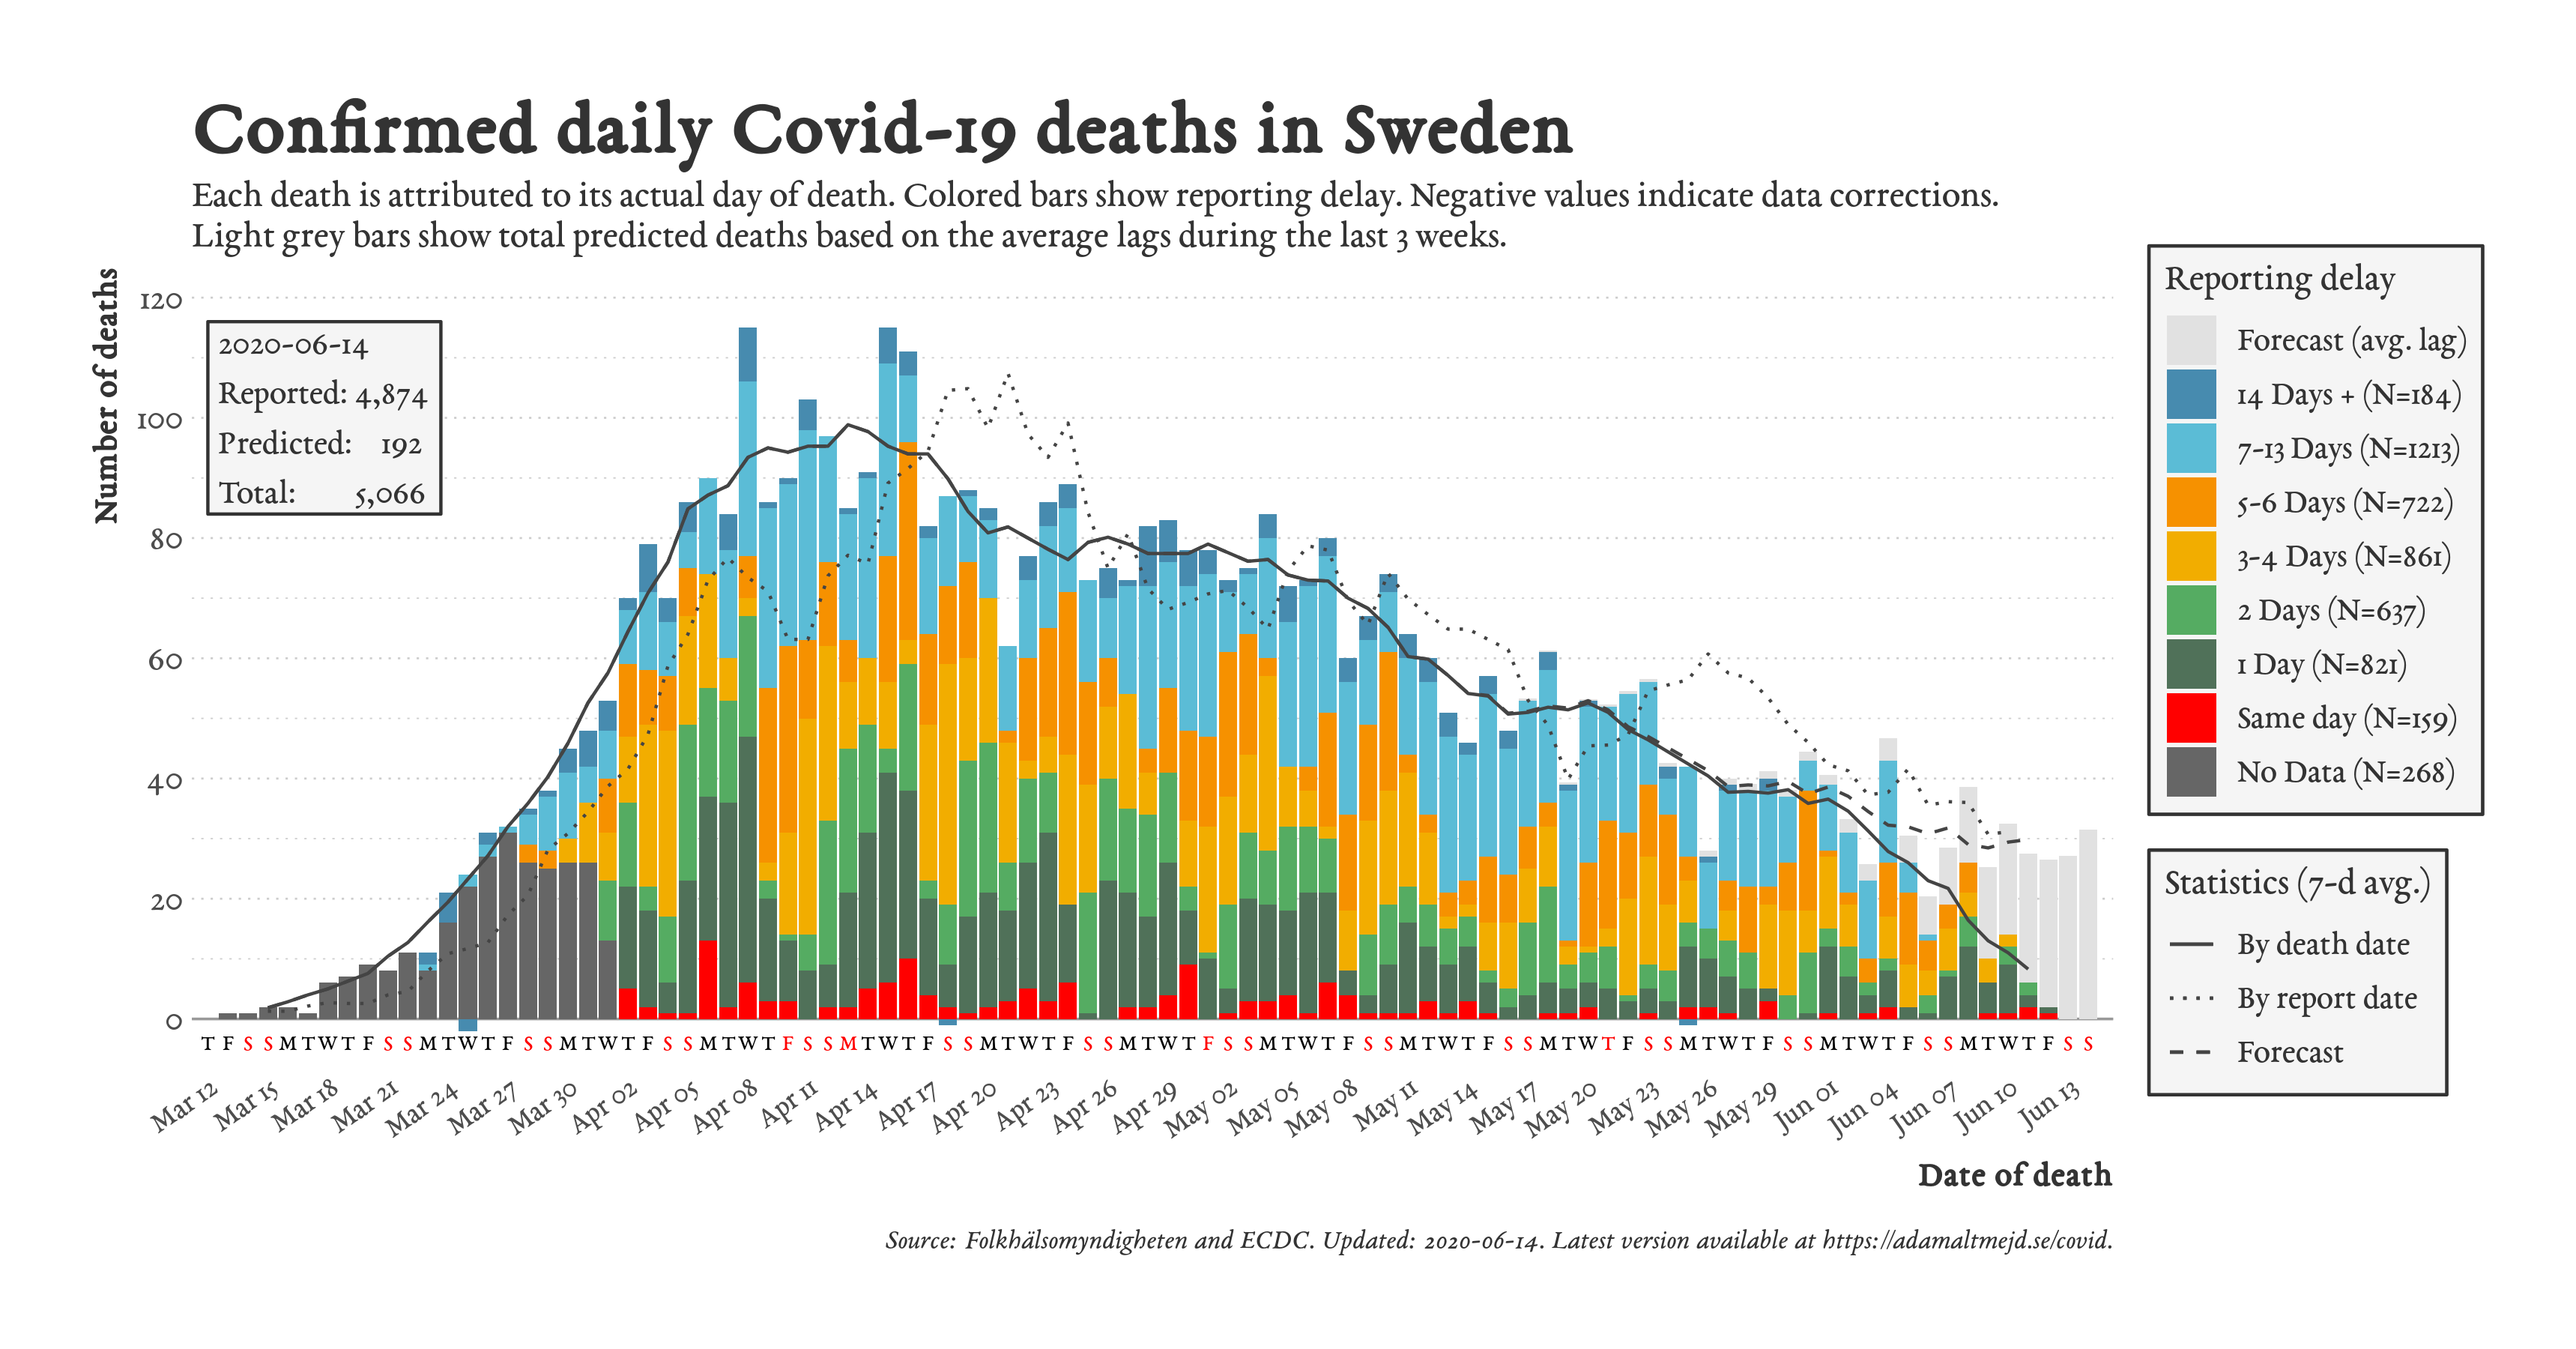 Confirmed daily Covid-19 deaths in Sweden
Each death is attributed to its actual day of death. Colored bars show reporting delay. Negative values indicate data corrections.
Light grey bars show total predicted deaths based on the average lags during the last 3 weeks.
Number of deaths
120
100
80
60
40
20
0
2020-06-14
Reported: 4,874
Predicted: 192
Total: 5,066
Reporting delay
Forecast (avg. lag)
14 Days + (N=184)
7-13 Days (N=1213)
5-6 Days (N=722)
3-4 Days (N=861)
2 Days (N=637)
1 Day (N=821)
Same day (N=159)
No Data (N=268)
Statistics (7-d avg.)
By death date
By report date
Forecast
T F S S M T W T F S S M T W T F S S M T W T F S S M T W T F S S M T W T F S S M T W T F S S M T W T F S S M T W T F S S M T W T F S S M T W T F S S M T W T F S S M T W T F S S M T W T F S S
Mar 12 Mar 15 Mar 18 Mar 21 Mar 24 Mar 27 Mar 30 Apr 02 Apr 05 Apr 08 Apr 11 Apr 14 Apr 17 Apr 20 Apr 23 Apr 26 Apr 29 May 02 May 05 May 08 May 11 May 14 May 17 May 20 May 23 May 26 May 29 Jun 01 Jun 04 Jun 07 Jun 10 Jun 13
Date of death
Source: Folkhälsomyndigheten and ECDC. Updated: 2020-06-14. Latest version available at https://adamaltmejd.se/covid.